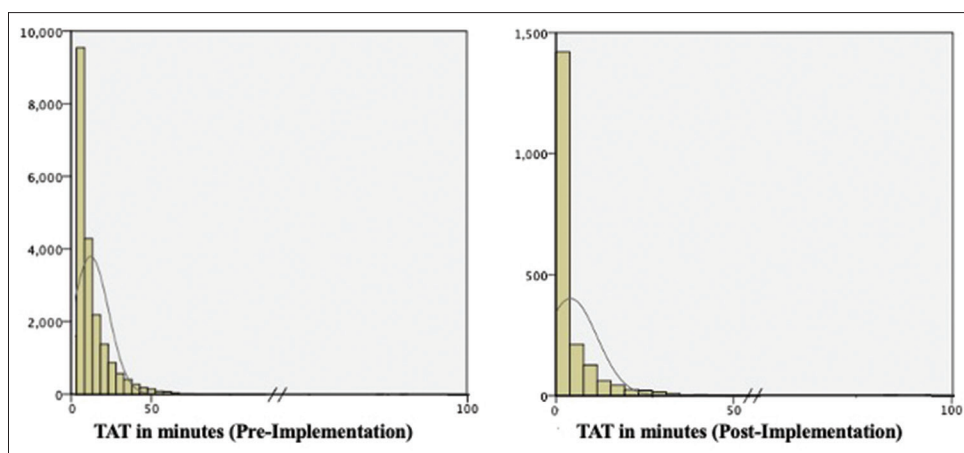 10,000
8,000
6,000
4,000
2,000
0
0 50 100
TAT in minutes (Pre-Implementation)
1,500
1,000
500
0
0 50 100
TAT in minutes (Post-Implementation)